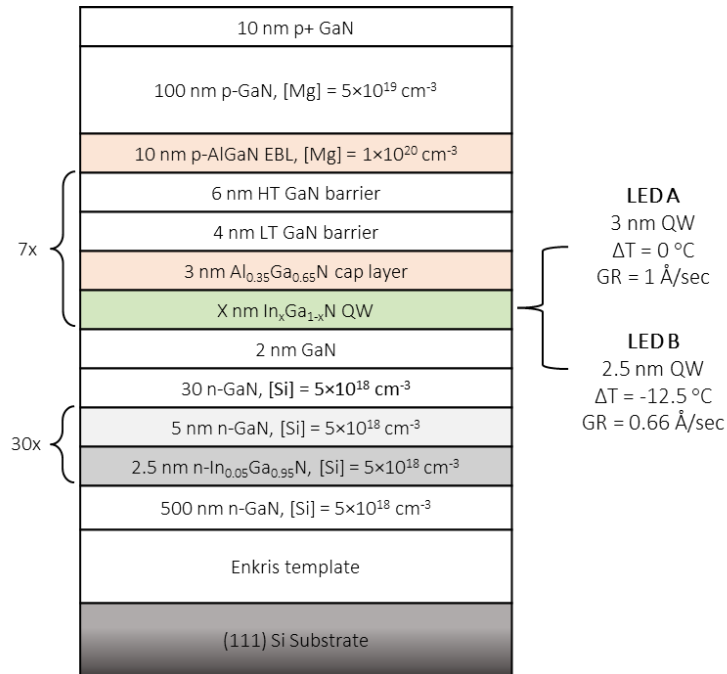 10 nm p+ GaN
100 nm p-GaN, [Mg] = 5×10¹⁹ cm⁻³
10 nm p-AlGaN EBL, [Mg] = 1×10²⁰ cm⁻³
7x
6 nm HT GaN barrier
4 nm LT GaN barrier
3 nm Al₀.₃₅Ga₀.₆₅N cap layer
X nm InₓGa₁₋ₓN QW
2 nm GaN
30 n-GaN, [Si] = 5×10¹⁸ cm⁻³
30x
5 nm n-GaN, [Si] = 5×10¹⁸ cm⁻³
2.5 nm n-In₀.₀₅Ga₀.₉₅N, [Si] = 5×10¹⁸ cm⁻³
500 nm n-GaN, [Si] = 5×10¹⁸ cm⁻³
Enkris template
(111) Si Substrate
LED A
3 nm QW
ΔT = 0 °C
GR = 1 Å/sec
LED B
2.5 nm QW
ΔT = -12.5 °C
GR = 0.66 Å/sec